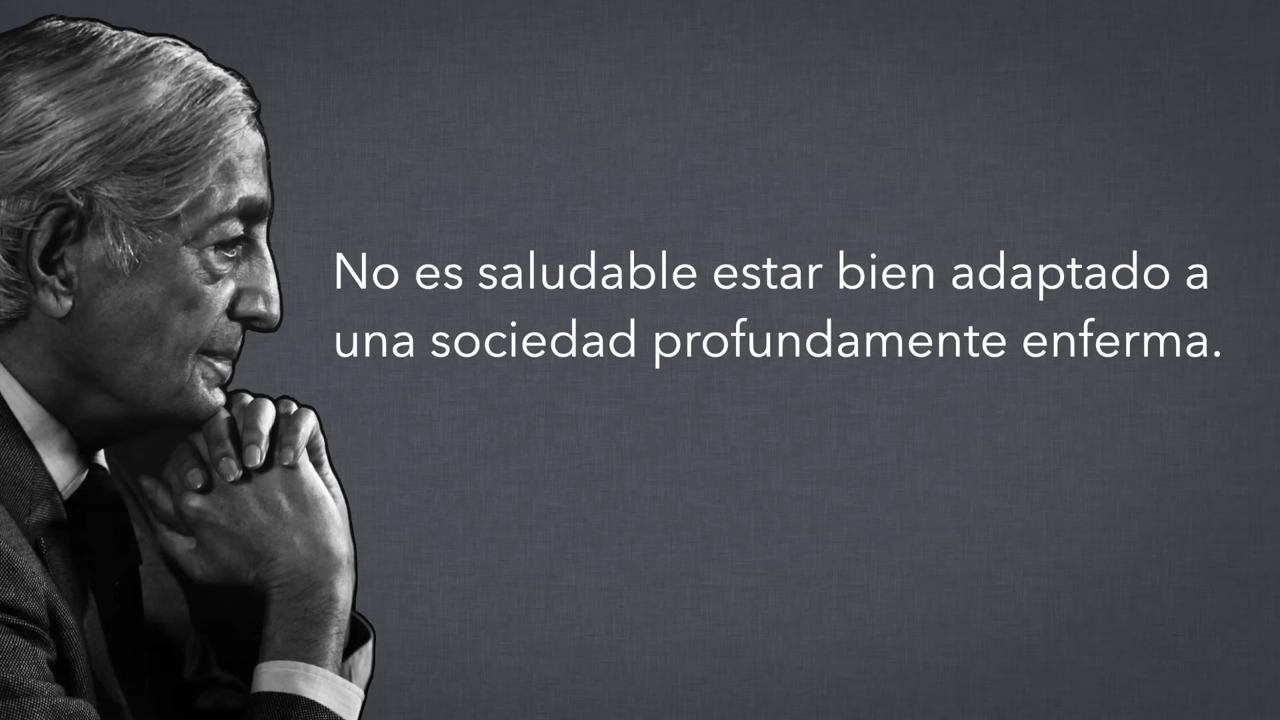 No es saludable estar bien adaptado a
una sociedad profundamente enferma.